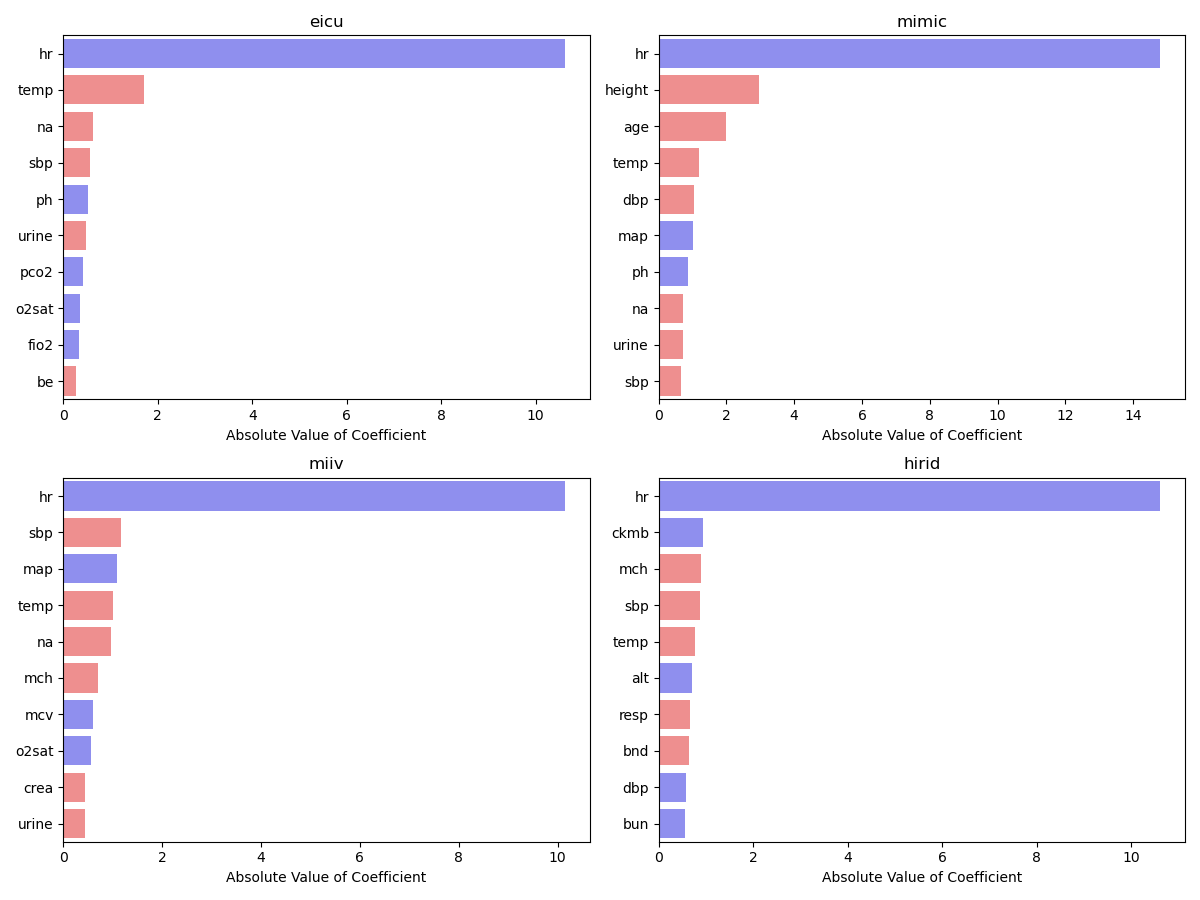 eicu
hr
temp
na
sbp
ph
urine
pco2
o2sat
fio2
be
0 2 4 6 8 10
Absolute Value of Coefficient
mimic
hr
height
age
temp
dbp
map
ph
na
urine
sbp
0 2 4 6 8 10 12 14
Absolute Value of Coefficient
miiv
hr
sbp
map
temp
na
mch
mcv
o2sat
crea
urine
0 2 4 6 8 10
Absolute Value of Coefficient
hirid
hr
ckmb
mch
sbp
temp
alt
resp
bnd
dbp
bun
0 2 4 6 8 10
Absolute Value of Coefficient